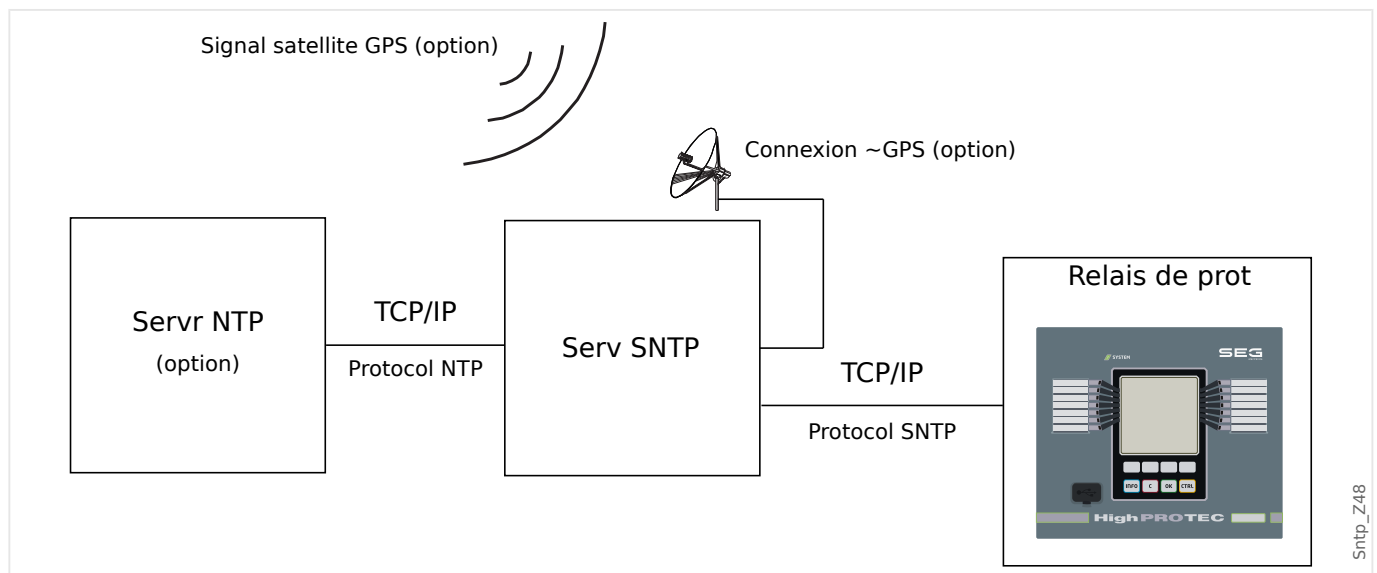 Signal satellite GPS (option)
Connexion ~GPS (option)
Servr NTP
(option)
TCP/IP
Protocol NTP
Serv SNTP
TCP/IP
Protocol SNTP
Relais de prot
SYSTEM
SEG
INFO
C
OK
CTRL
HighPROTEC
Sntp_Z48